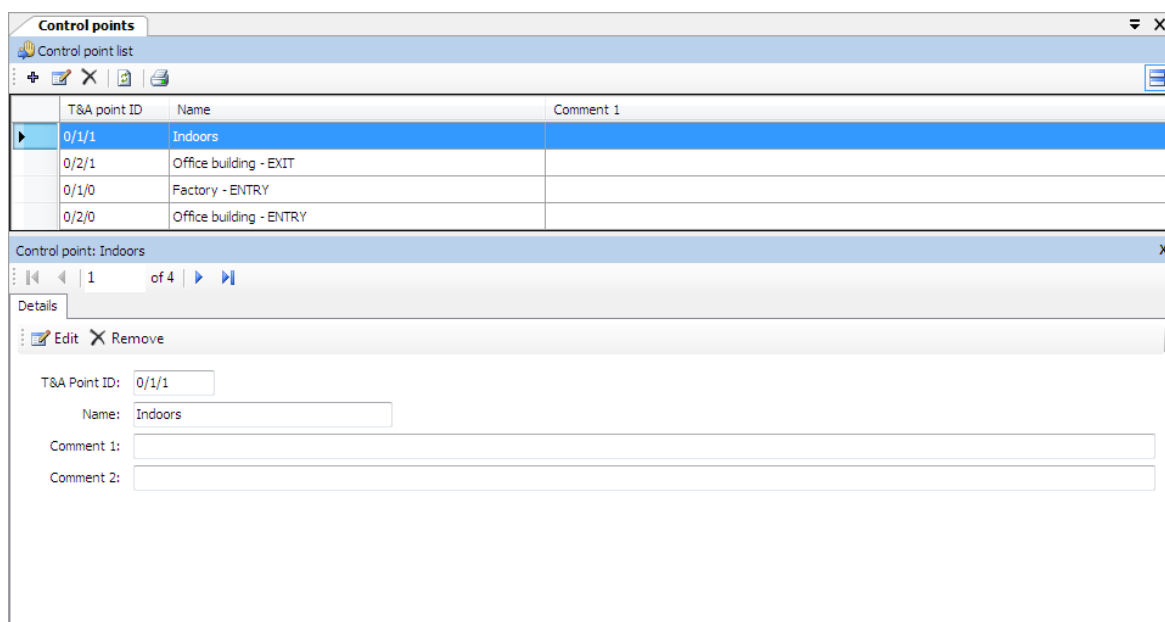 Control points
Control point list
T&A point ID Name Comment 1
0/1/1 Indoors
0/2/1 Office building - EXIT
0/1/0 Factory - ENTRY
0/2/0 Office building - ENTRY
Control point: Indoors
1 of 4
Details
Edit Remove
T&A Point ID: 0/1/1
Name: Indoors
Comment 1:
Comment 2: